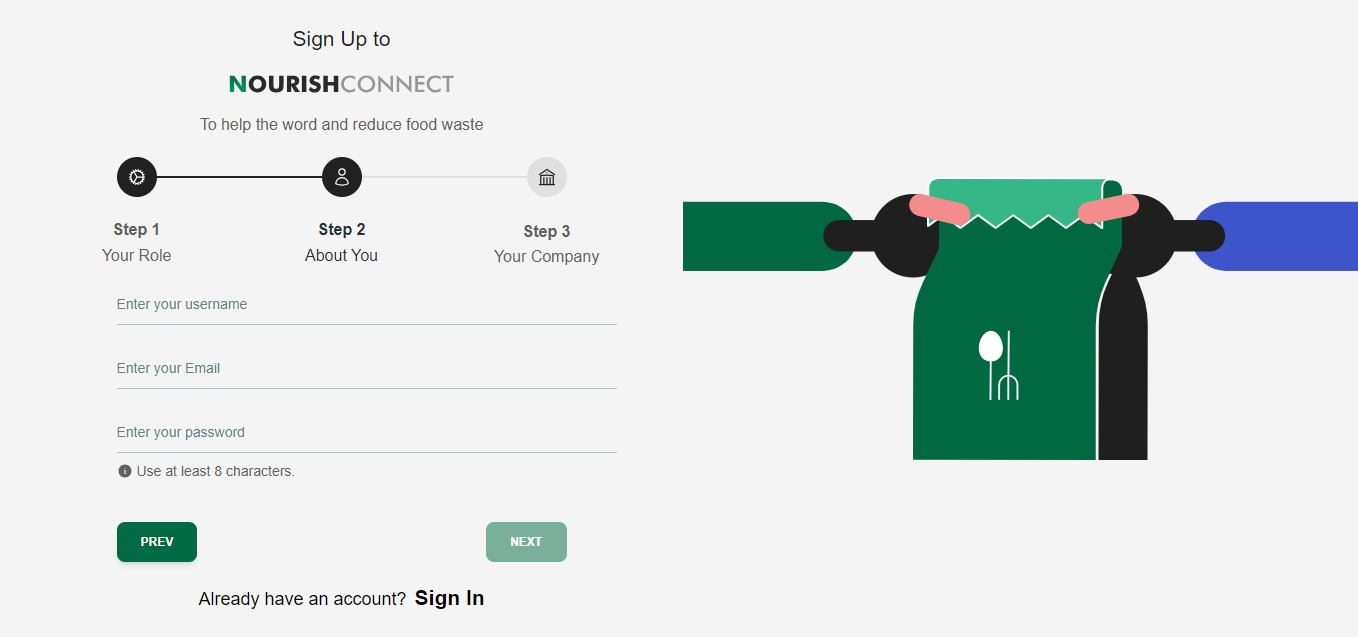 Sign Up to
NOURISHCONNECT
To help the word and reduce food waste
Step 1
Your Role
Step 2
About You
Step 3
Your Company
Enter your username
Enter your Email
Enter your password
Use at least 8 characters.
PREV
NEXT
Already have an account? Sign In